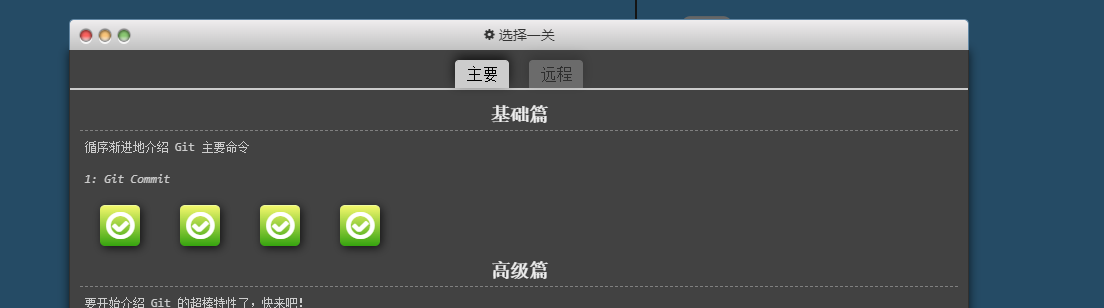 选择一关
主要 远程
基础篇
循序渐进地介绍 Git 主要命令
1: Git Commit
高级篇
要开始介绍 Git 的超棒特性了，快来吧!